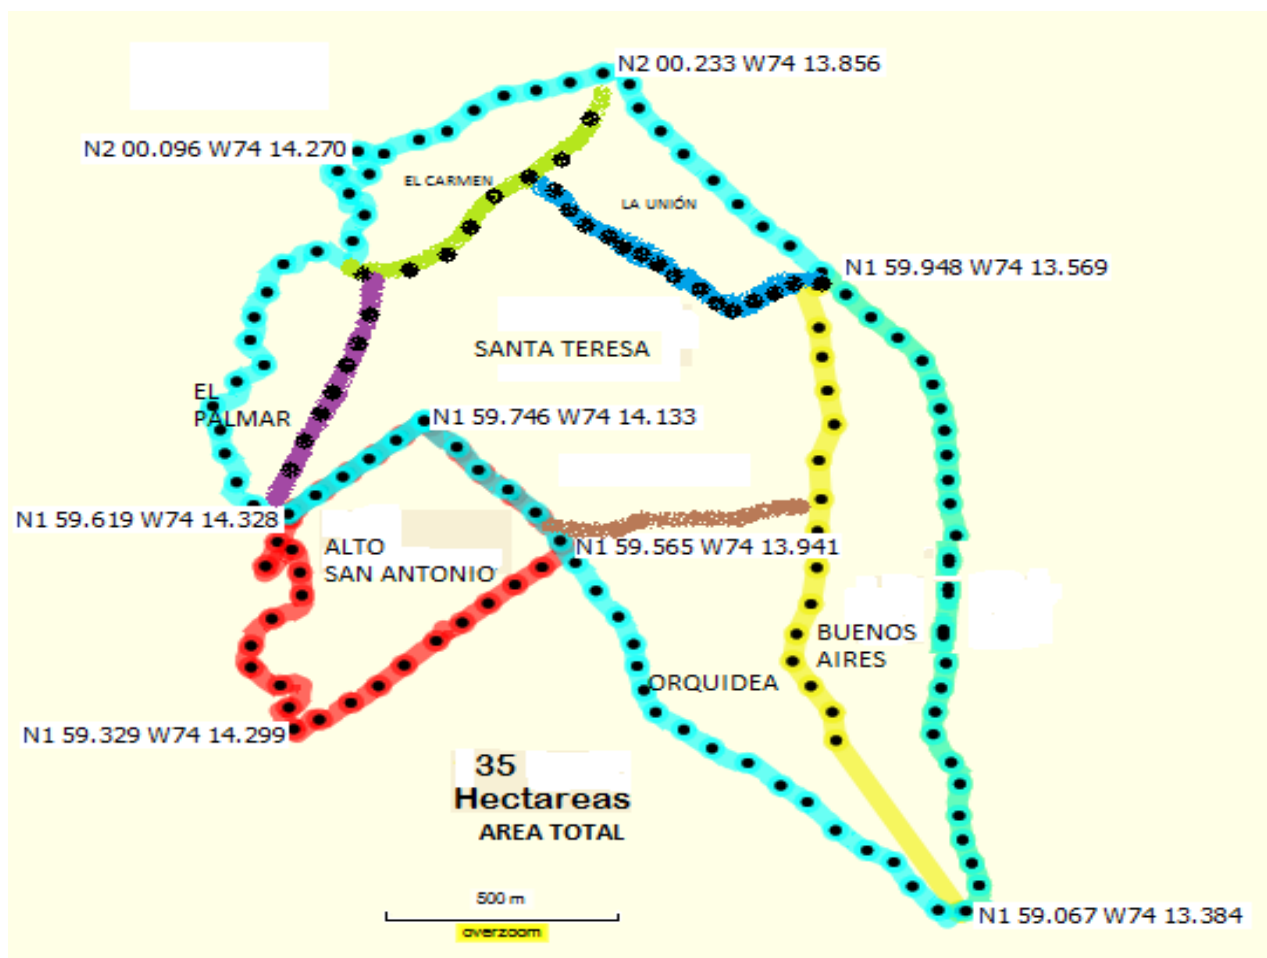 N2 00.233 W74 13.856
N2 00.096 W74 14.270
EL CARMEN
LA UNIÓN
N1 59.948 W74 13.569
SANTA TERESA
EL
PALMAR
N1 59.746 W74 14.133
N1 59.619 W74 14.328
ALTO
SAN ANTONIO
N1 59.565 W74 13.941
BUENOS
AIRES
ORQUIDEA
N1 59.329 W74 14.299
35
Hectareas
AREA TOTAL
500 m
overzoom
N1 59.067 W74 13.384